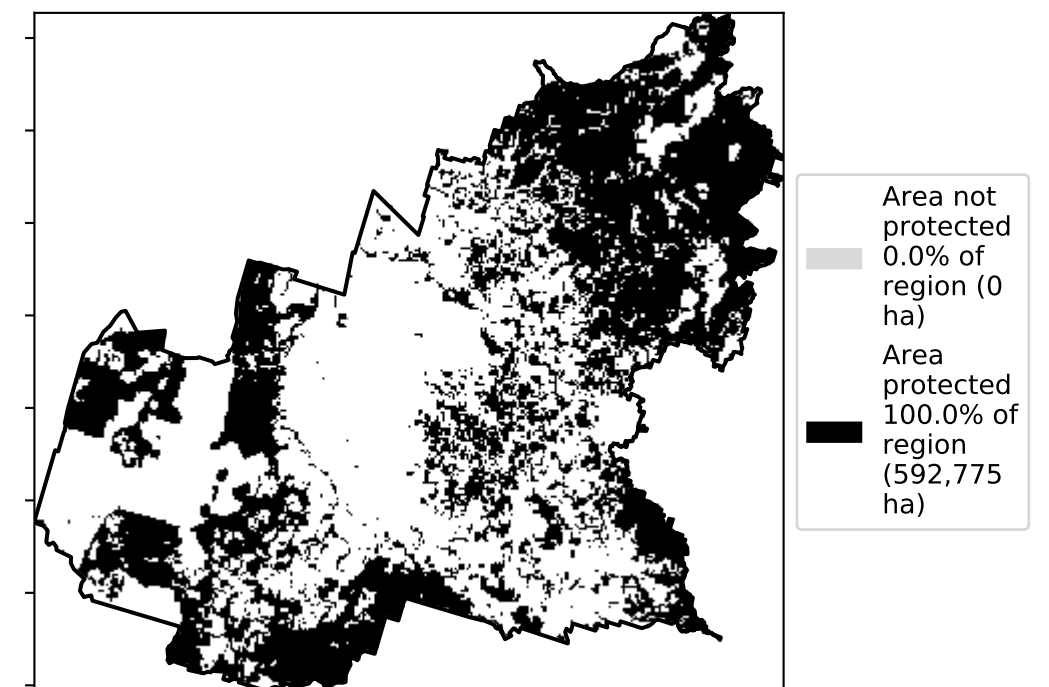 Area not
protected
0.0% of
region (0
ha)
Area
protected
100.0% of
region
(592,775
ha)